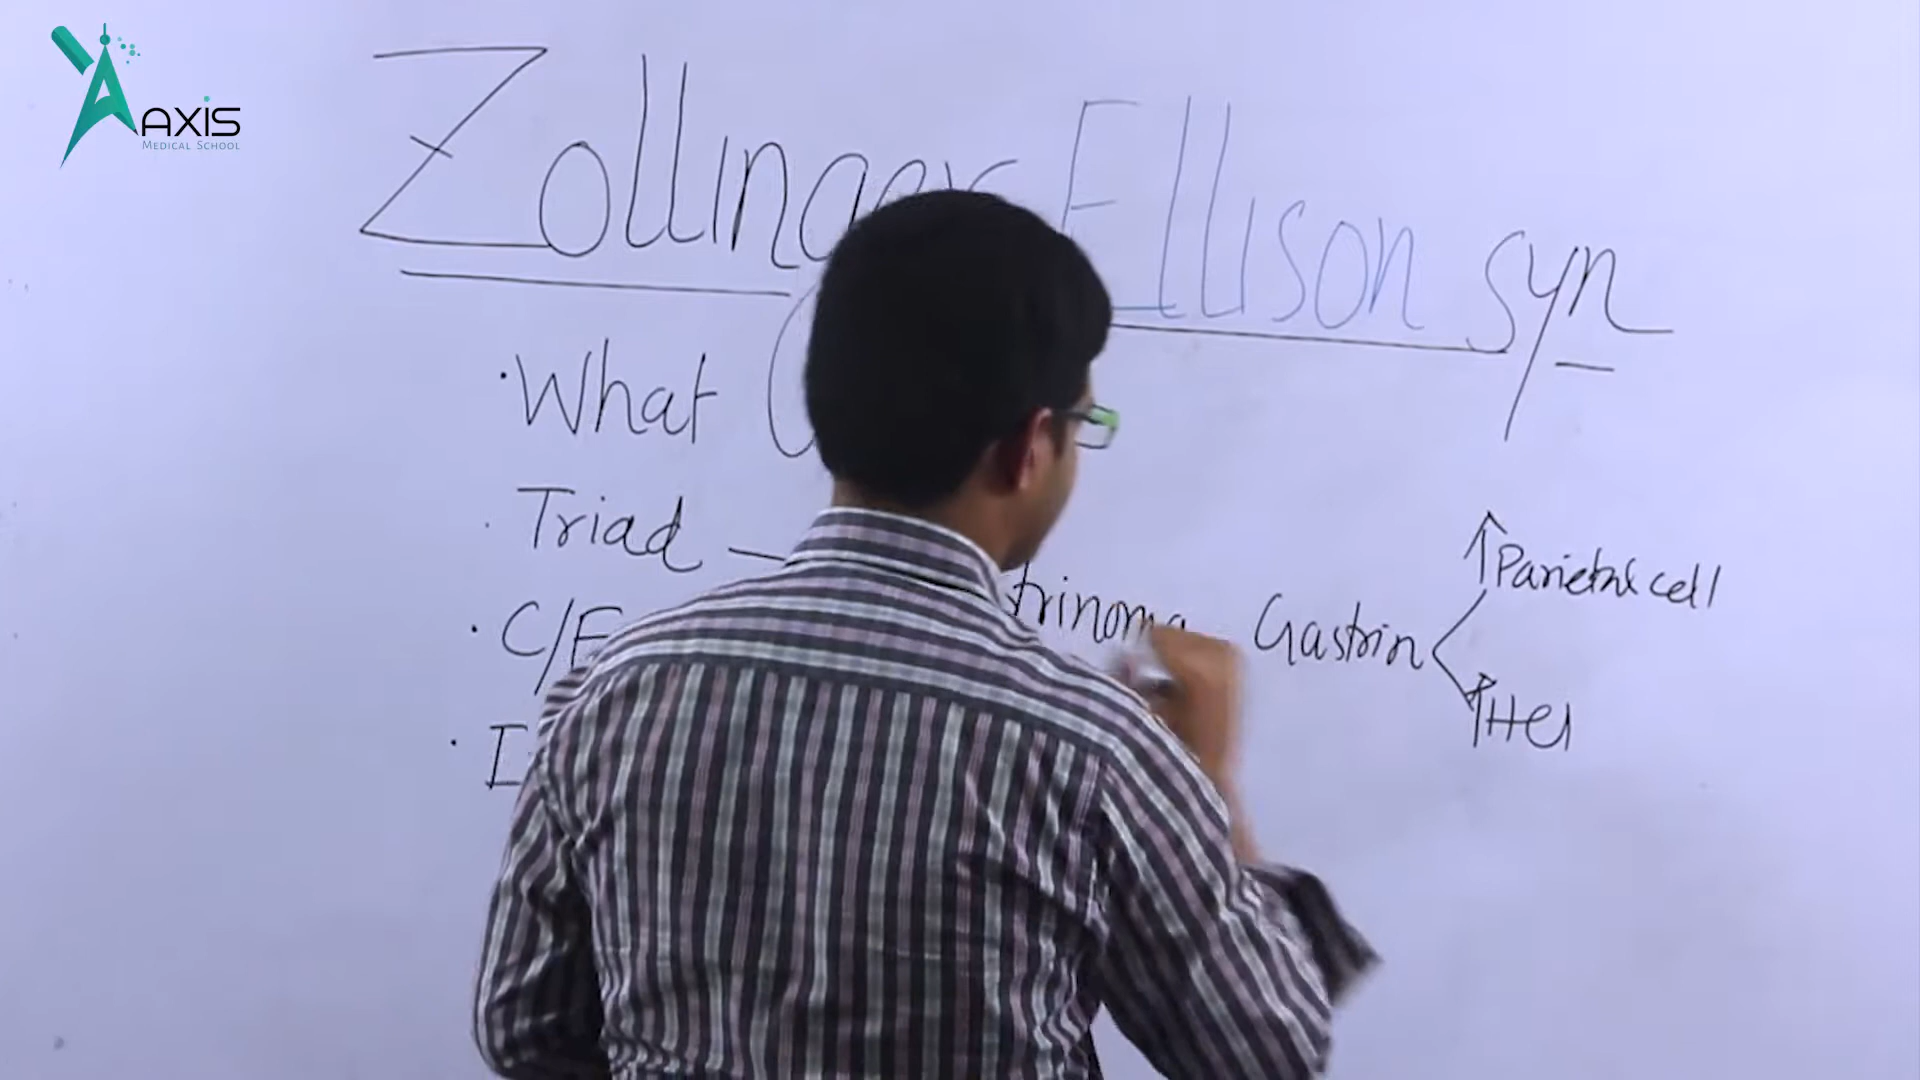 AXIS
MEDICAL SCHOOL
Zollinger Ellison syn
• What
• Triad —
• C/F
•
trinoma Gastrin
↑ Parietal cell
↑ HCl